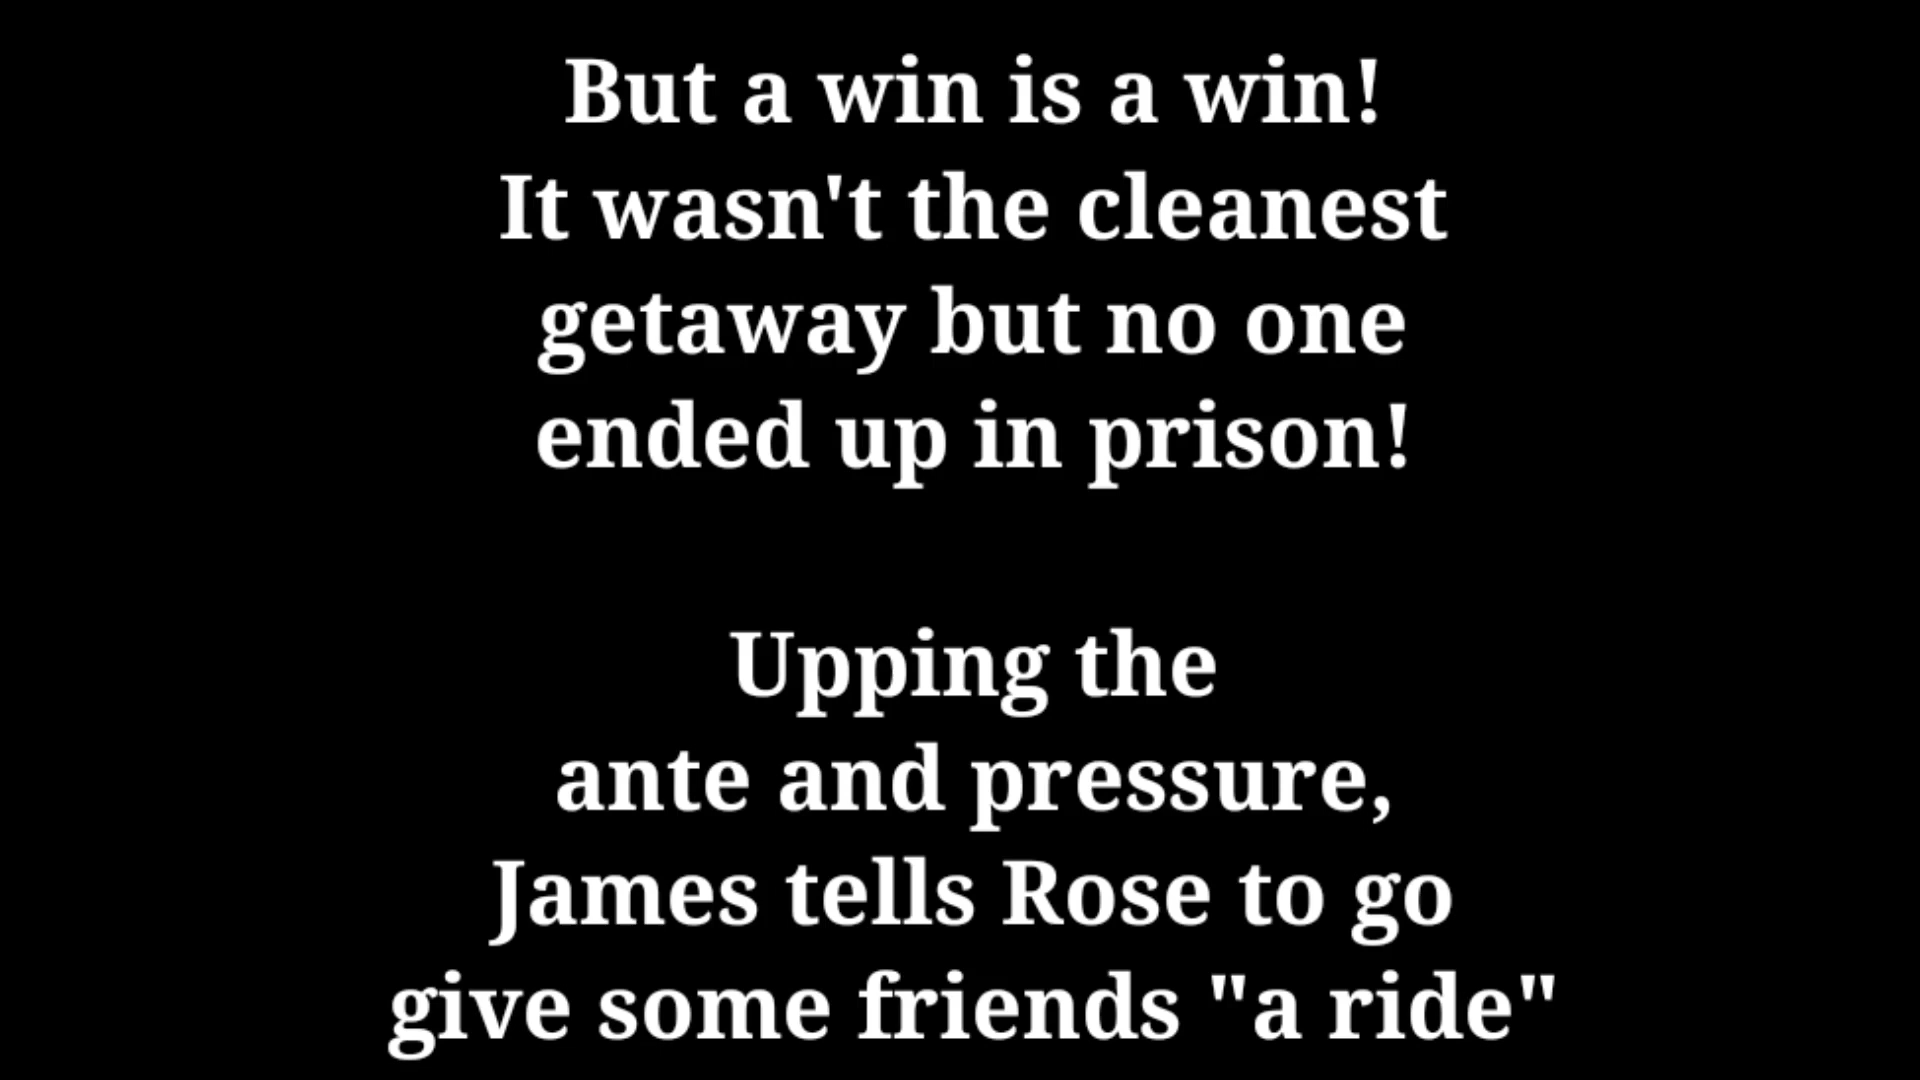 But a win is a win!
It wasn't the cleanest
getaway but no one
ended up in prison!
Upping the
ante and pressure,
James tells Rose to go
give some friends "a ride"